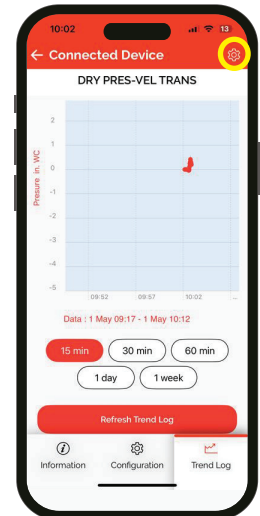 10:02 13
Connected Device
DRY PRES-VEL TRANS
Presure in. WC
2
1
0
-1
-2
-3
-4
-5
09:52 09:57 10:02 ...
Data : 1 May 09:17 - 1 May 10:12
15 min 30 min 60 min
1 day 1 week
Refresh Trend Log
Information Configuration Trend Log